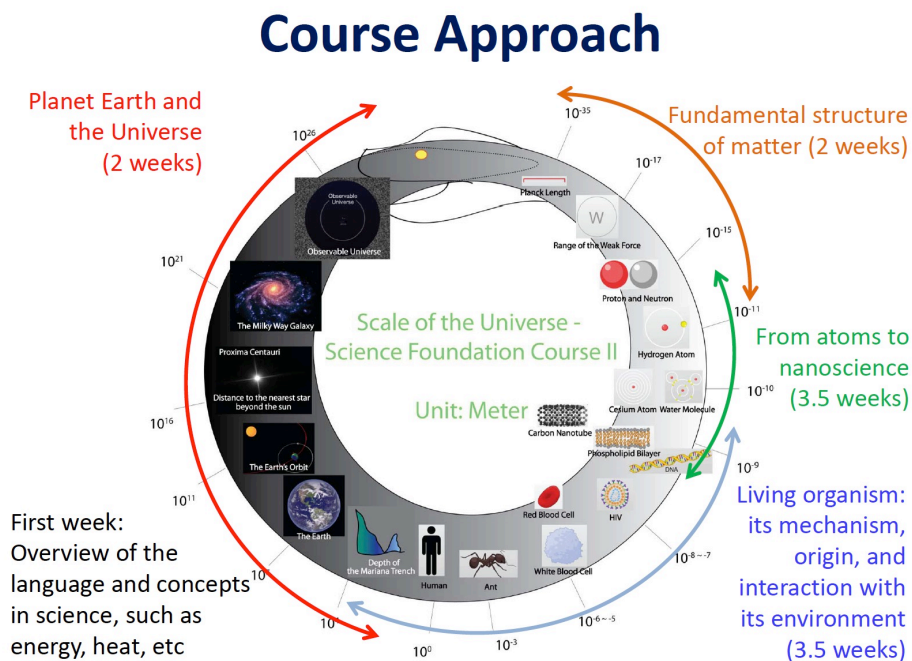 Course Approach
Planet Earth and
the Universe
(2 weeks)
Fundamental structure
of matter (2 weeks)
From atoms to
nanoscience
(3.5 weeks)
Living organism:
its mechanism,
origin, and
interaction with
its environment
(3.5 weeks)
First week:
Overview of the
language and concepts
in science, such as
energy, heat, etc
Scale of the Universe -
Science Foundation Course II
Unit: Meter
10^26
Observable
Universe
Observable Universe
10^21
The Milky Way Galaxy
Proxima Centauri
Distance to the nearest star
beyond the sun
10^16
The Earth's Orbit
10^11
The Earth
Depth of
the Mariana Trench
Human
10^0
Ant
10^-3
White Blood Cell
10^-6~-5
Red Blood Cell
HIV
10^-8~-7
DNA
10^-9
Phospholipid Bilayer
Carbon Nanotube
Cesium Atom
Water Molecule
10^-10
Hydrogen Atom
10^-11
Proton and Neutron
10^-15
W
Range of the Weak Force
10^-17
Planck Length
10^-35